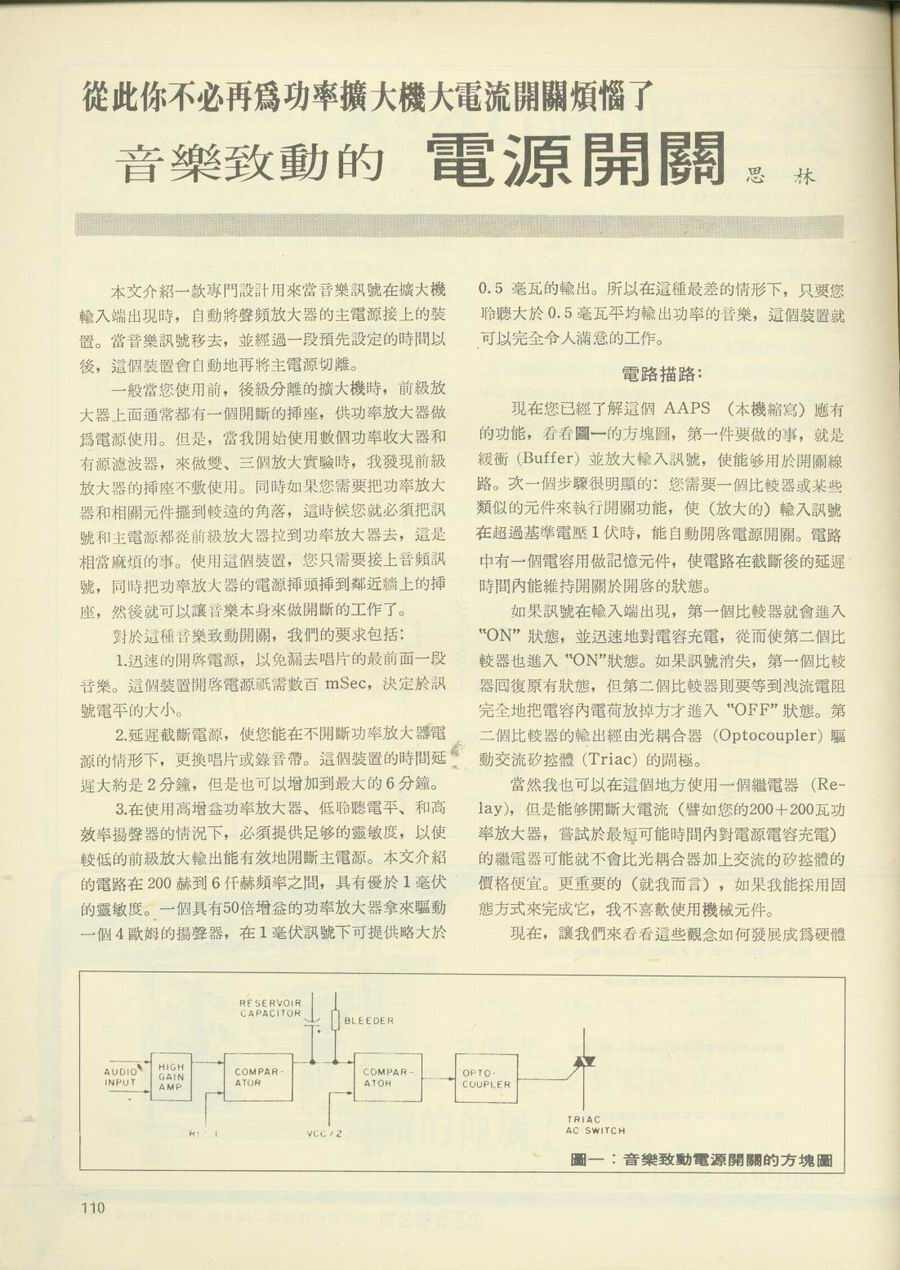 從此你不必再爲功率擴大機大電流開關煩惱了
音樂致動的 電源開關 思 林
本文介紹一款專門設計用來當音樂訊號在擴大機
輸入端出現時，自動將聲頻放大器的主電源接上的裝
置。當音樂訊號移去，並經過一段預先設定的時間以
後，這個裝置會自動地再將主電源切離。
一般當您使用前，後級分離的擴大機時，前級放
大器上面通常都有一個開斷的挿座，供功率放大器做
爲電源使用。但是，當我開始使用數個功率收大器和
有源滤波器，來做雙、三個放大實驗時，我發現前級
放大器的挿座不敷使用。同時如果您需要把功率放大
器和相關元件擺到較遠的角落，這時候您就必須把訊
號和主電源都從前級放大器拉到功率放大器去，這是
相當麻煩的事。使用這個裝置，您只需要接上音頻訊
號，同時把功率放大器的電源揷頭揷到鄰近牆上的揷
座，然後就可以讓音樂本身來做開斷的工作了。
對於這種音樂致動開關，我們的要求包括：
1.迅速的開啓電源，以免漏去唱片的最前面一段
音樂。這個裝置開啓電源祇需數百 mSec，決定於訊
號電平的大小。
2.延遲截斷電源，使您能在不開斷功率放大器電
源的情形下，更換唱片或錄音帶。這個裝置的時間延
遲大約是2分鐘，但是也可以增加到最大的6分鐘。
3.在使用高增益功率放大器、低聆聽電平、和高
效率揚聲器的情況下，必須提供足够的靈敏度，以使
較低的前級放大輸出能有效地開斷主電源。本文介紹
的電路在 200 赫到 6 仟赫頻率之間，具有優於 1 毫伏
的靈敏度。一個具有50倍增益的功率放大器拿來驅動
一個 4 歐姆的揚聲器，在 1 毫伏訊號下可提供略大於
0.5 毫瓦的輸出。所以在這種最差的情形下，只要您
聆聽大於 0.5 毫瓦平均輸出功率的音樂，這個裝置就
可以完全令人滿意的工作。
電路描路：
現在您已經了解這個 AAPS （本機縮寫）應有
的功能，看看圖一的方塊圖，第一件要做的事，就是
緩衝 (Buffer) 並放大輸入訊號，使能够用於開關線
路。次一個步驟很明顯的：您需要一個比較器或某些
類似的元件來執行開關功能，使（放大的）輸入訊號
在超過基準電壓 1 伏時，能自動開啓電源開關。電路
中有一個電容用做記憶元件，使電路在截斷後的延遲
時間內能維持開關於開啓的狀態。
如果訊號在輸入端出現，第一個比較器就會進入
“ON” 狀態，並迅速地對電容充電，從而使第二個比
較器也進入 “ON”狀態。如果訊號消失，第一個比較
器回復原有狀態，但第二個比較器則要等到洩流電阻
完全地把電容內電荷放掉方才進入 “OFF” 狀態。第
二個比較器的輸出經由光耦合器 (Optocoupler) 驅
動交流矽控體 (Triac) 的閘極。
當然我也可以在這個地方使用一個繼電器 (Re-
lay)，但是能够開斷大電流（譬如您的200＋200瓦功
率放大器，嘗試於最短可能時間內對電源電容充電）
的繼電器可能就不會比光耦合器加上交流的矽控體的
價格便宜。更重要的（就我而言），如果我能採用固
態方式來完成它，我不喜歡使用機械元件。
現在，讓我們來看看這些觀念如何發展成爲硬體
RESERVOIR
CAPACITOR
BLEEDER
AUDIO
INPUT
HIGH
GAIN
AMP
COMPAR-
ATOR
COMPAR-
ATOR
OPTO-
COUPLER
VCC/2
TRIAC
AC SWITCH
圖一：音樂致動電源開關的方塊圖
110